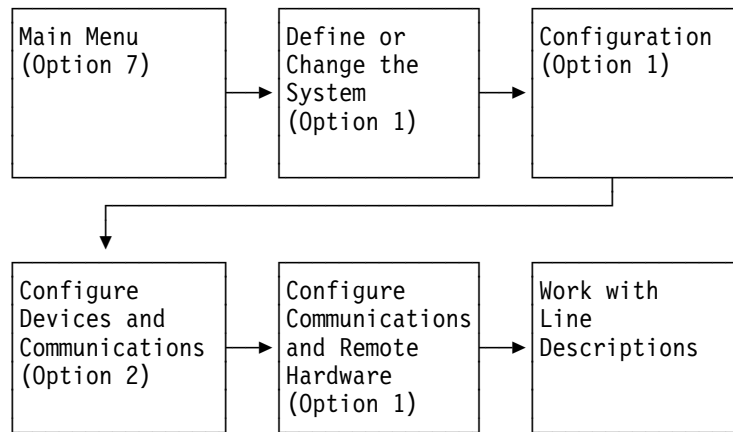 Main Menu
(Option 7)
Define or
Change the
System
(Option 1)
Configuration
(Option 1)
Configure
Devices and
Communications
(Option 2)
Configure
Communications
and Remote
Hardware
(Option 1)
Work with
Line
Descriptions